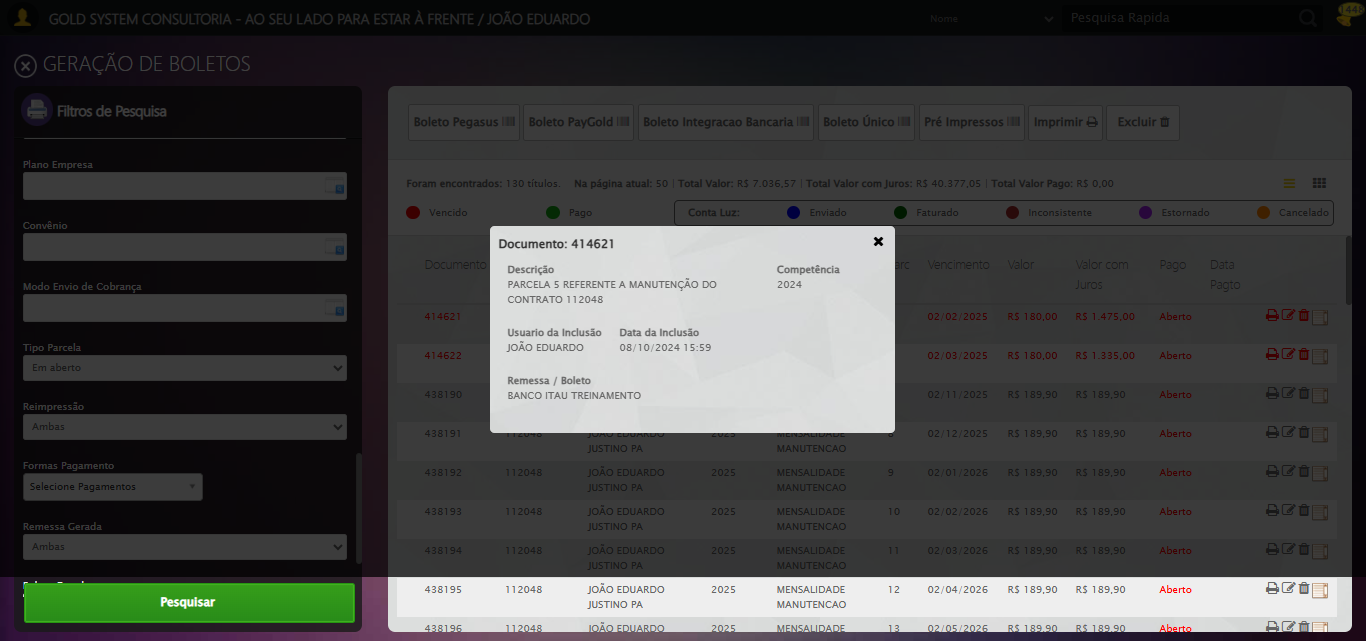 GOLD SYSTEM CONSULTORIA - AO SEU LADO PARA ESTAR À FRENTE / JOÃO EDUARDO
Nome
Pesquisa Rapida
GERAÇÃO DE BOLETOS
Filtros de Pesquisa
Plano Empresa
Convênio
Modo Envio de Cobrança
Tipo Parcela
Em aberto
Reimpressão
Ambas
Formas Pagamento
Selecione Pagamentos
Remessa Gerada
Ambas
Pesquisar
Boleto Pegasus
Boleto PayGold
Boleto Integracao Bancaria
Boleto Único
Pré Impressos
Imprimir
Excluir
Foram encontrados: 130 títulos. Na página atual: 50 | Total Valor: R$ 7.036,57 | Total Valor com Juros: R$ 40.377,05 | Total Valor Pago: R$ 0,00
Vencido
Pago
Conta Luz:
Enviado
Faturado
Inconsistente
Estornado
Cancelado
Documento
Vencimento
Valor
Valor com
Juros
Pago
Data
Pagto
Documento: 414621
Descrição
PARCELA 5 REFERENTE A MANUTENÇÃO DO
CONTRATO 112048
Competência
2024
Usuario da Inclusão
JOÃO EDUARDO
Data da Inclusão
08/10/2024 15:59
Remessa / Boleto
BANCO ITAU TREINAMENTO
414621 02/02/2025 R$ 180,00 R$ 1.475,00 Aberto
414622 02/03/2025 R$ 180,00 R$ 1.335,00 Aberto
438190 02/11/2025 R$ 189,90 R$ 189,90 Aberto
438191 112048 JOÃO EDUARDO 2025 MENSALIDADE 8 02/12/2025 R$ 189,90 R$ 189,90 Aberto
JUSTINO PA MANUTENCAO
438192 112048 JOÃO EDUARDO 2025 MENSALIDADE 9 02/01/2026 R$ 189,90 R$ 189,90 Aberto
JUSTINO PA MANUTENCAO
438193 112048 JOÃO EDUARDO 2025 MENSALIDADE 10 02/02/2026 R$ 189,90 R$ 189,90 Aberto
JUSTINO PA MANUTENCAO
438194 112048 JOÃO EDUARDO 2025 MENSALIDADE 11 02/03/2026 R$ 189,90 R$ 189,90 Aberto
JUSTINO PA MANUTENCAO
438195 112048 JOÃO EDUARDO 2025 MENSALIDADE 12 02/04/2026 R$ 189,90 R$ 189,90 Aberto
JUSTINO PA MANUTENCAO
438196 112048 JOÃO EDUARDO 2025 MENSALIDADE 13 02/05/2026 R$ 189,90 R$ 189,90 Aberto